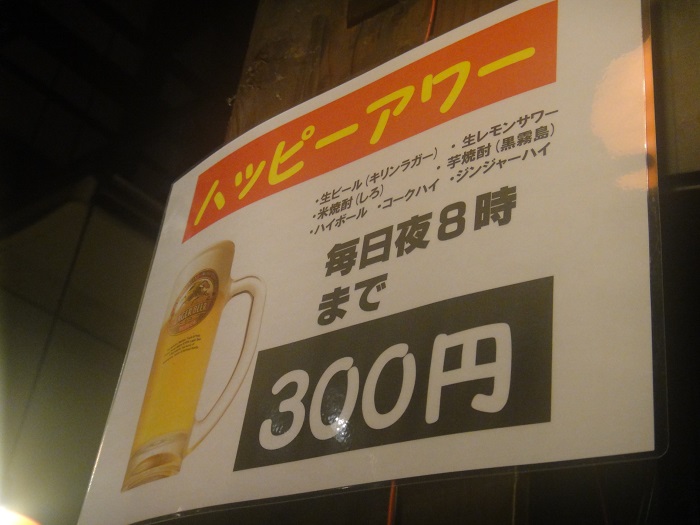 ハッピーアワー
・生ビール(キリンラガー) ・生レモンサワー
・米焼酎(しろ) ・芋焼酎(黒霧島)
・ハイボール ・コークハイ ・ジンジャーハイ
毎日夜8時
まで
300円